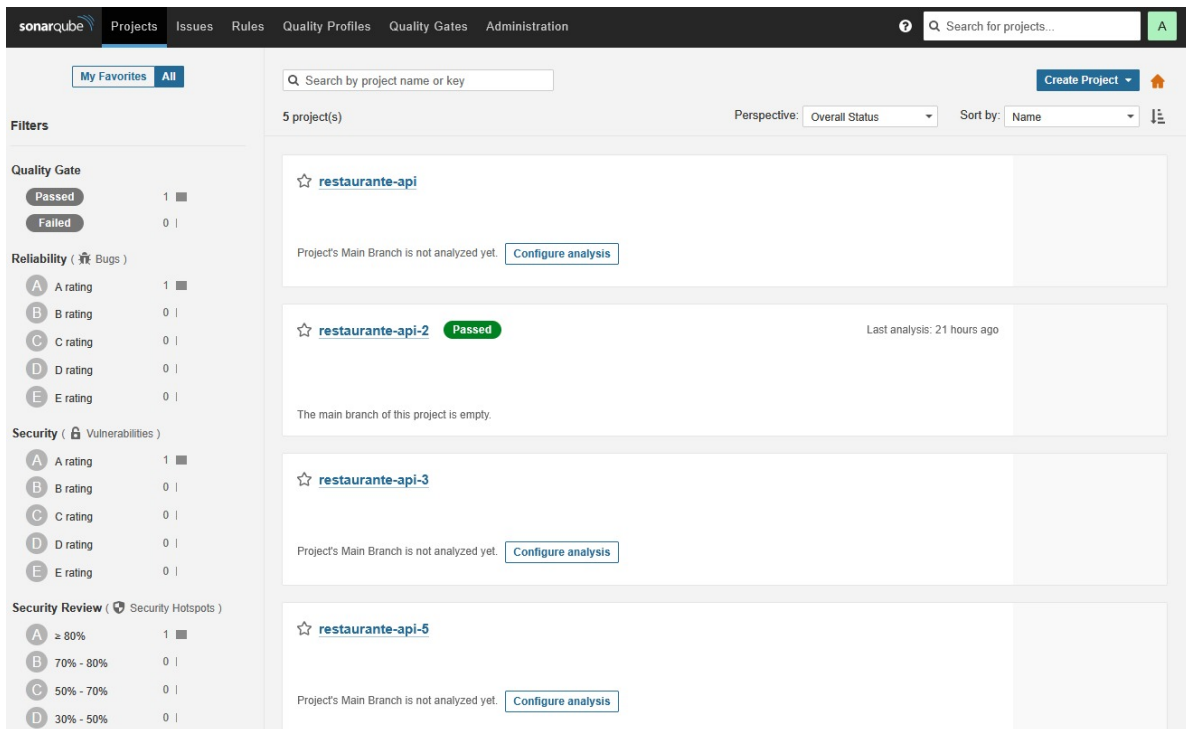 sonarqube Projects Issues Rules Quality Profiles Quality Gates Administration ? Search for projects... A
My Favorites All
Filters
Quality Gate
Passed 1
Failed 0
Reliability ( Bugs )
A A rating 1
B B rating 0
C C rating 0
D D rating 0
E E rating 0
Security ( Vulnerabilities )
A A rating 1
B B rating 0
C C rating 0
D D rating 0
E E rating 0
Security Review ( Security Hotspots )
A ≥ 80% 1
B 70% - 80% 0
C 50% - 70% 0
D 30% - 50% 0
Search by project name or key
Create Project
5 project(s)
Perspective: Overall Status Sort by: Name
restaurante-api
Project's Main Branch is not analyzed yet. Configure analysis
restaurante-api-2 Passed Last analysis: 21 hours ago
The main branch of this project is empty.
restaurante-api-3
Project's Main Branch is not analyzed yet. Configure analysis
restaurante-api-5
Project's Main Branch is not analyzed yet. Configure analysis